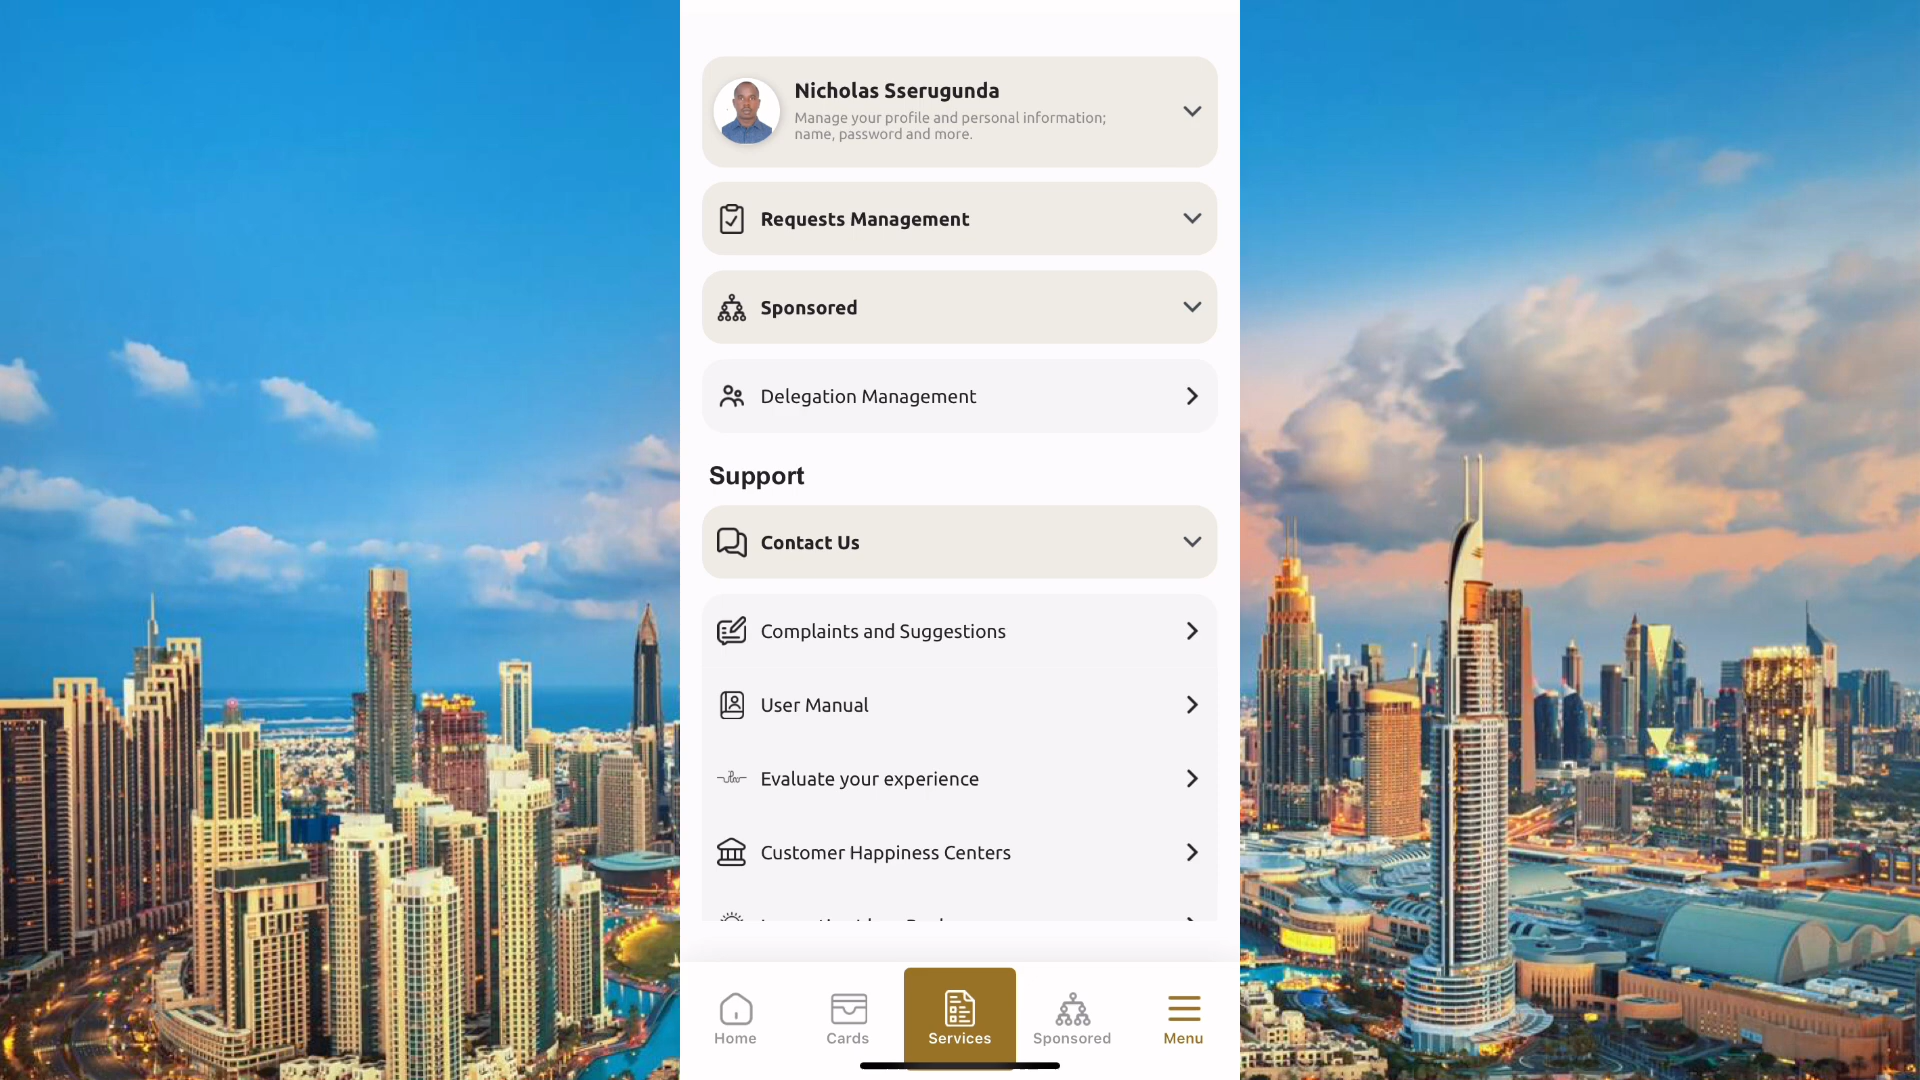 Nicholas Sserugunda
Manage your profile and personal information;
name, password and more.
Requests Management
Sponsored
Delegation Management
Support
Contact Us
Complaints and Suggestions
User Manual
Evaluate your experience
Customer Happiness Centers
Home
Cards
Services
Sponsored
Menu